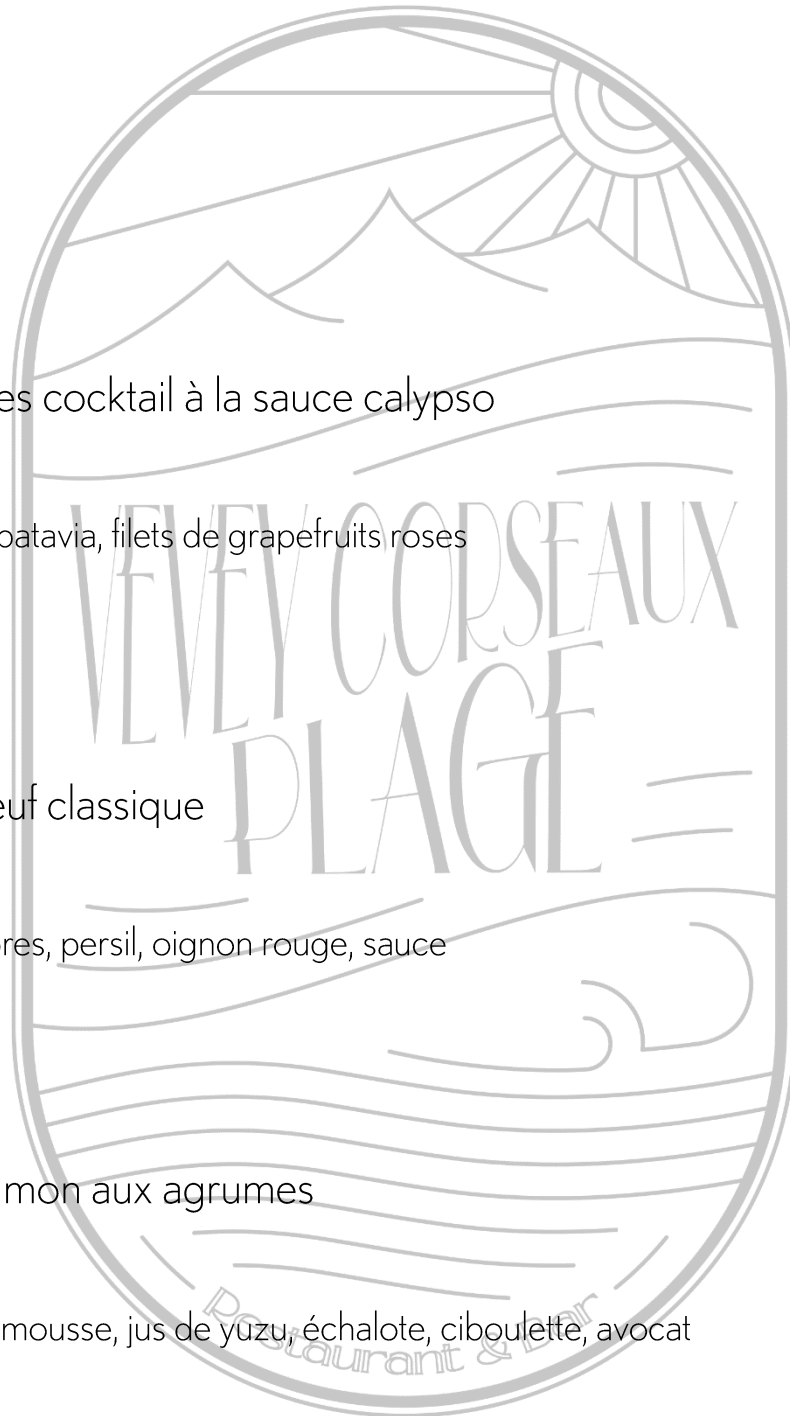 es cocktail à la sauce calypso
VEVEY CORSEAUX
patavia, filets de grapefruits roses
PLAGE
euf classique
res, persil, oignon rouge, sauce
mon aux agrumes
mousse, jus de yuzu, échalote, ciboulette, avocat
Restaurant & Bar